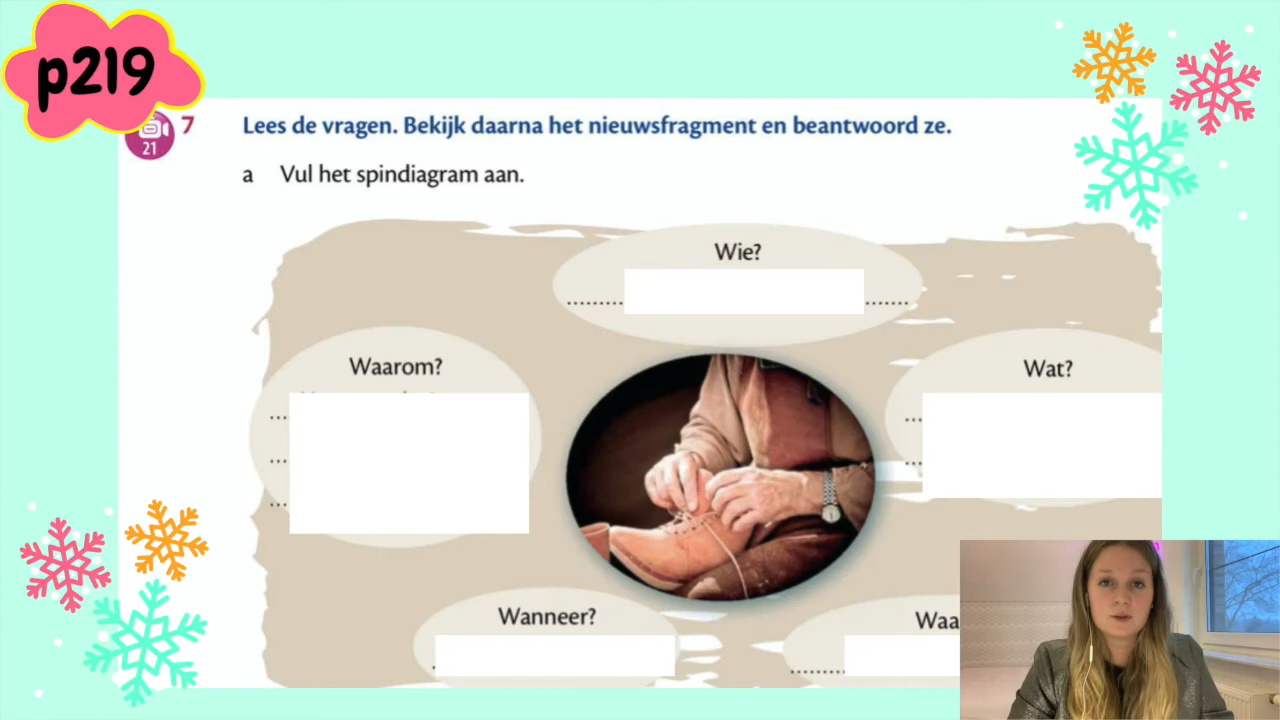 p219
21
7 Lees de vragen. Bekijk daarna het nieuwsfragment en beantwoord ze.
a Vul het spindiagram aan.
Wie?
Waarom?
Wat?
Wanneer?
Waa